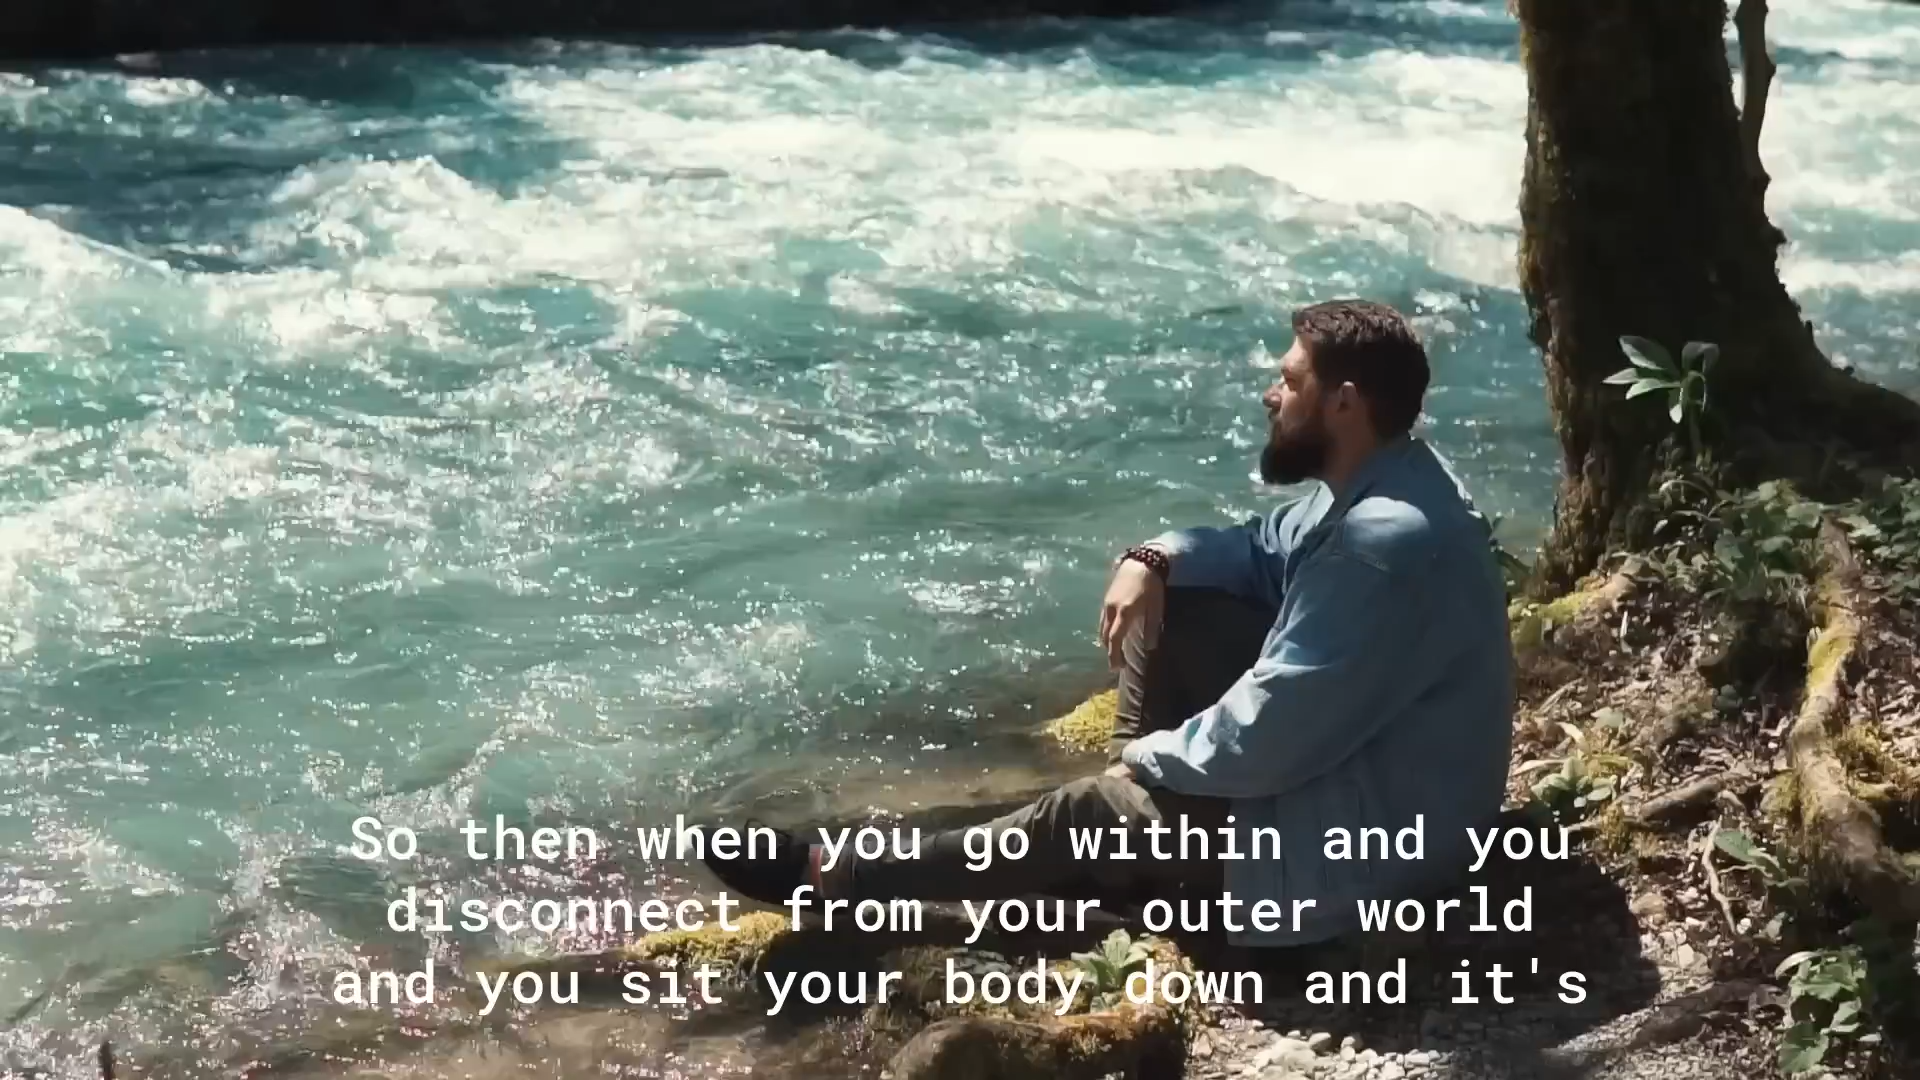 So then when you go within and you
disconnect from your outer world
and you sit your body down and it's